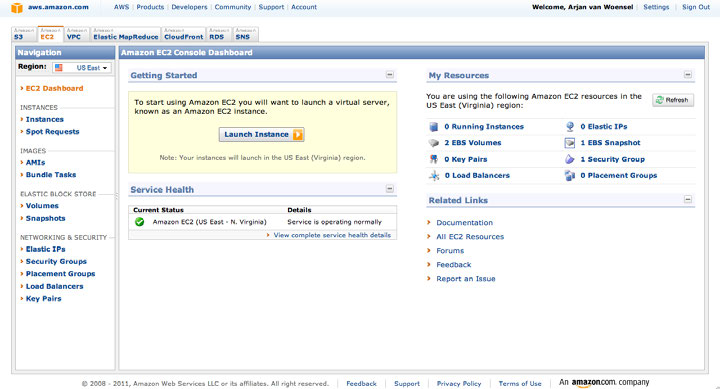 aws.amazon.com AWS | Products | Developers | Community | Support | Account Welcome, Arjan van Woensel | Settings | Sign Out
Amazon S3 Amazon EC2 Amazon VPC Amazon Elastic MapReduce Amazon CloudFront Amazon RDS Amazon SNS
Navigation
Region: US East
EC2 Dashboard
INSTANCES
Instances
Spot Requests
IMAGES
AMIs
Bundle Tasks
ELASTIC BLOCK STORE
Volumes
Snapshots
NETWORKING & SECURITY
Elastic IPs
Security Groups
Placement Groups
Load Balancers
Key Pairs
Amazon EC2 Console Dashboard
Getting Started
To start using Amazon EC2 you will want to launch a virtual server,
known as an Amazon EC2 instance.
Launch Instance
Note: Your instances will launch in the US East (Virginia) region.
Service Health
Current Status Details
Amazon EC2 (US East - N. Virginia) Service is operating normally
View complete service health details
My Resources
You are using the following Amazon EC2 resources in the
US East (Virginia) region:
Refresh
0 Running Instances 0 Elastic IPs
2 EBS Volumes 1 EBS Snapshot
0 Key Pairs 1 Security Group
0 Load Balancers 0 Placement Groups
Related Links
Documentation
All EC2 Resources
Forums
Feedback
Report an Issue
© 2008 - 2011, Amazon Web Services LLC or its affiliates. All right reserved. | Feedback | Support | Privacy Policy | Terms of Use | An amazon.com. company